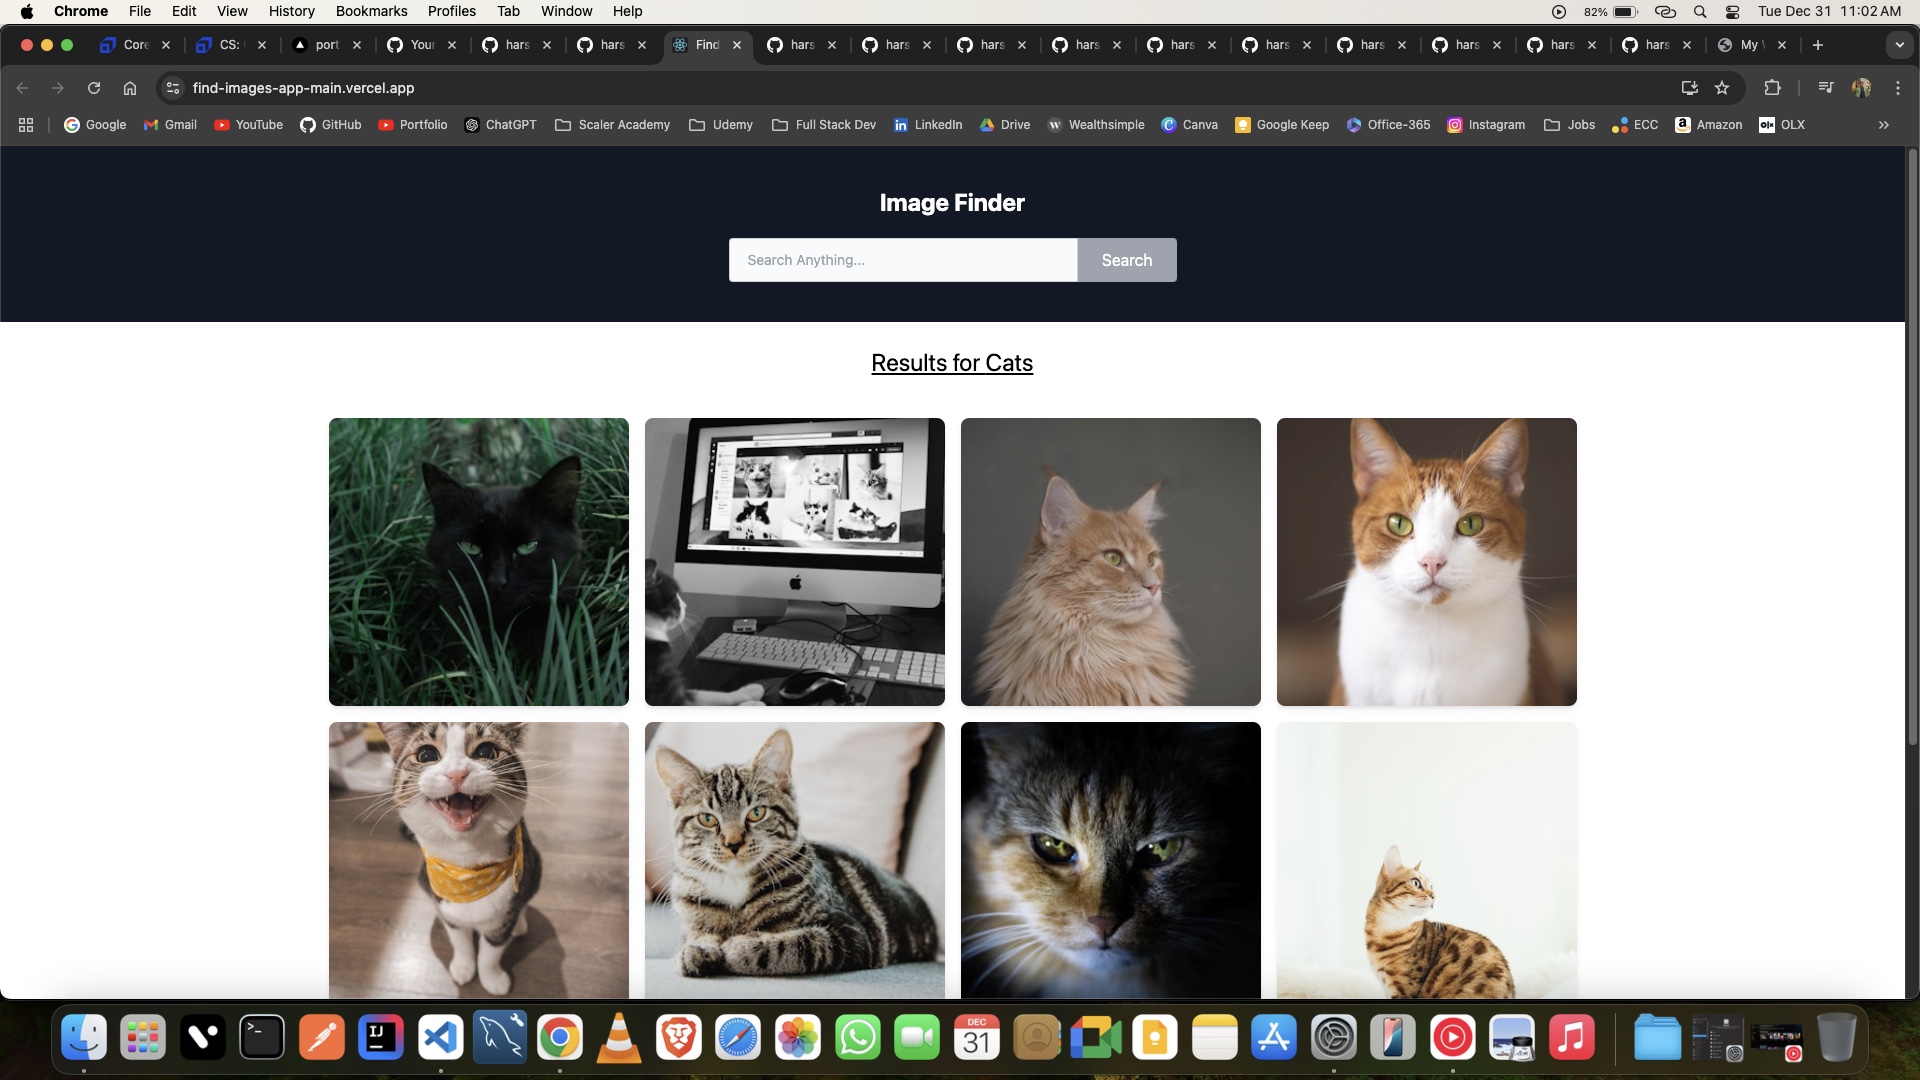 Chrome File Edit View History Bookmarks Profiles Tab Window Help 82% Tue Dec 31 11:02 AM
Core CS: port Your hars hars Find hars hars hars hars hars hars hars hars hars hars My
find-images-app-main.vercel.app
Google Gmail YouTube GitHub Portfolio ChatGPT Scaler Academy Udemy Full Stack Dev LinkedIn Drive Wealthsimple Canva Google Keep Office-365 Instagram Jobs ECC Amazon OLX
Image Finder
Search Anything... Search
Results for Cats
DEC
31